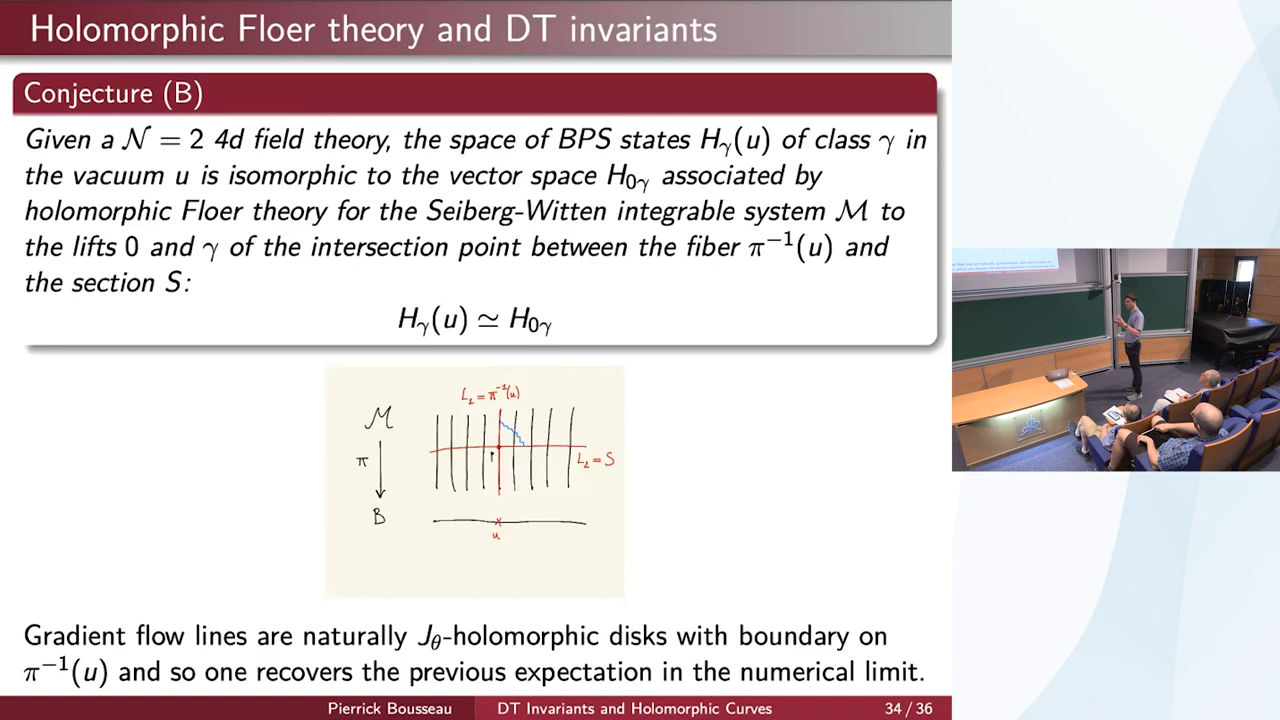 Holomorphic Floer theory and DT invariants
Conjecture (B)
Given a 𝒩 = 2 4d field theory, the space of BPS states H_γ(u) of class γ in
the vacuum u is isomorphic to the vector space H_{0γ} associated by
holomorphic Floer theory for the Seiberg-Witten integrable system ℳ to
the lifts 0 and γ of the intersection point between the fiber π⁻¹(u) and
the section S:
H_γ(u) ≃ H_{0γ}
L₁ = π⁻¹(u)
ℳ
π
P
L₂ = S
B
u
Gradient flow lines are naturally J_θ-holomorphic disks with boundary on
π⁻¹(u) and so one recovers the previous expectation in the numerical limit.
Pierrick Bousseau
DT Invariants and Holomorphic Curves
34 / 36